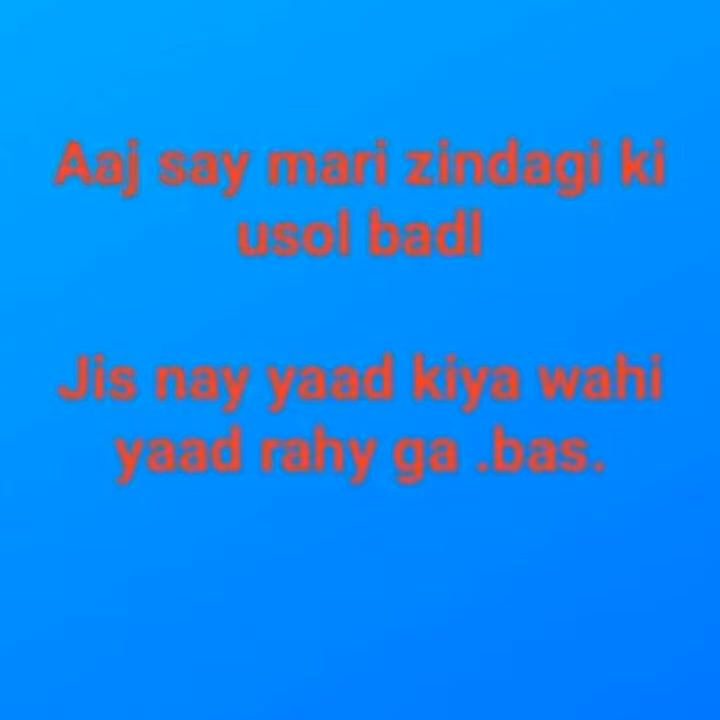 Aaj say mari zindagi ki
usol badl
Jis nay yaad kiya wahi
yaad rahy ga .bas.